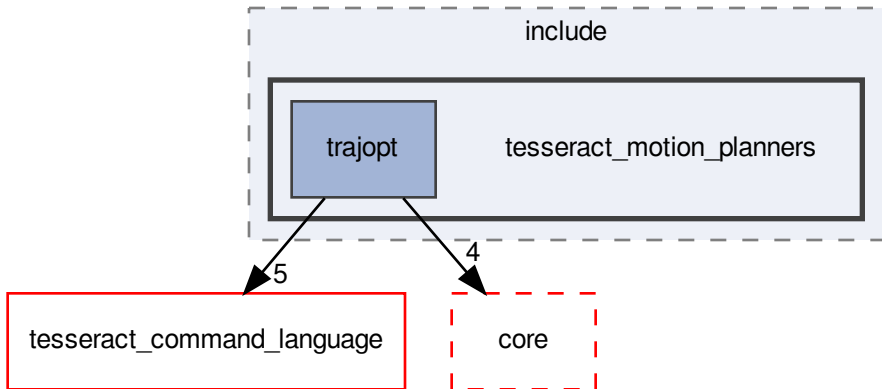 include
trajopt
tesseract_motion_planners
5
4
tesseract_command_language
core